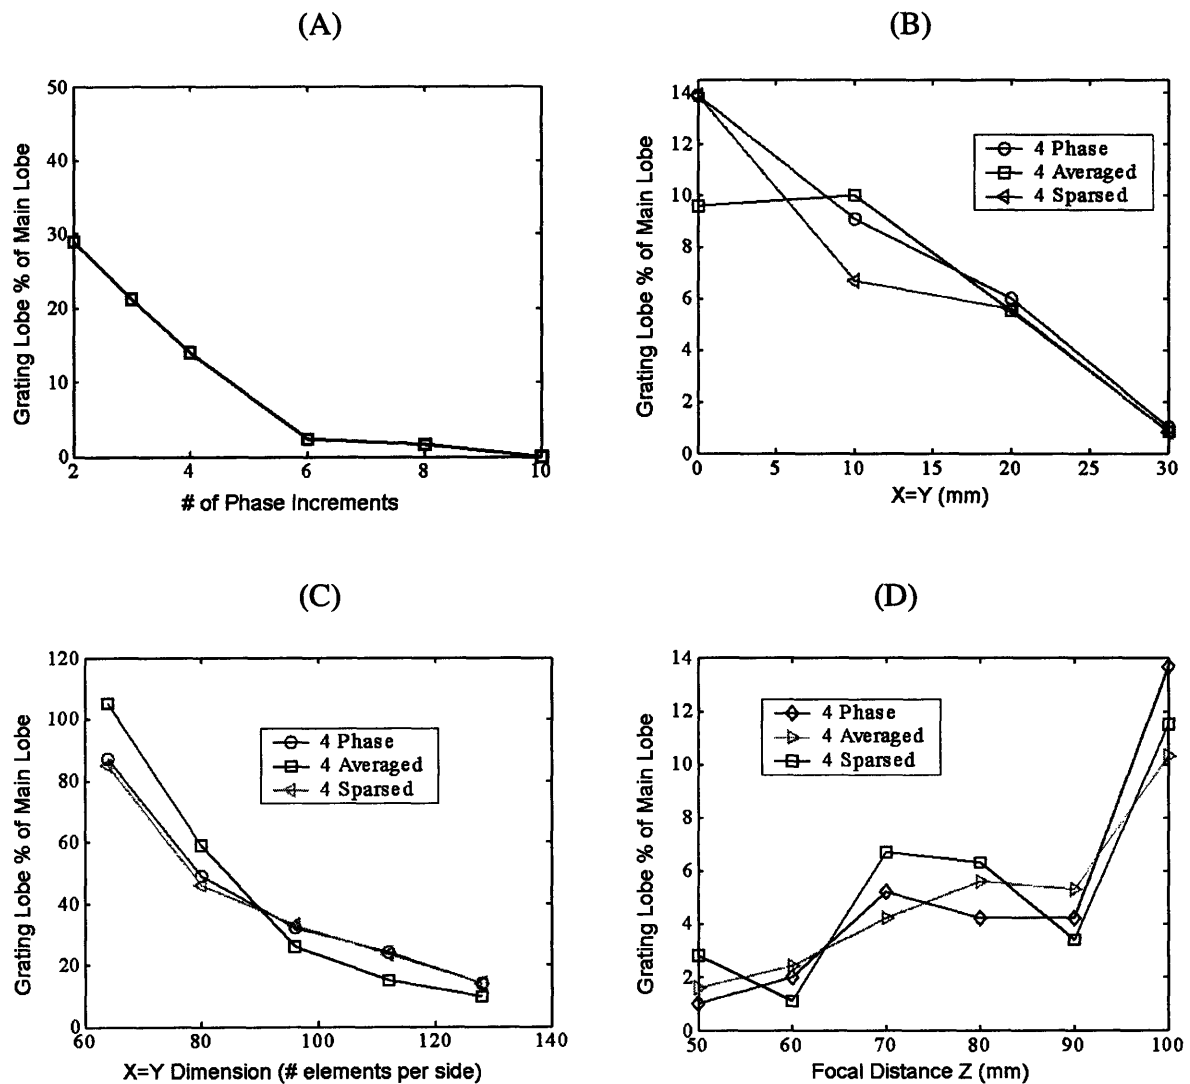 (A)
50
40
30
20
10
0
2
4
6
8
10
Grating Lobe % of Main Lobe
# of Phase Increments
(B)
14
12
10
8
6
4
2
0
0
5
10
15
20
25
30
Grating Lobe % of Main Lobe
X=Y (mm)
4 Phase
4 Averaged
4 Sparsed
(C)
120
100
80
60
40
20
0
60
80
100
120
140
Grating Lobe % of Main Lobe
X=Y Dimension (# elements per side)
4 Phase
4 Averaged
4 Sparsed
(D)
14
12
10
8
6
4
2
0
50
60
70
80
90
100
Grating Lobe % of Main Lobe
Focal Distance Z (mm)
4 Phase
4 Averaged
4 Sparsed